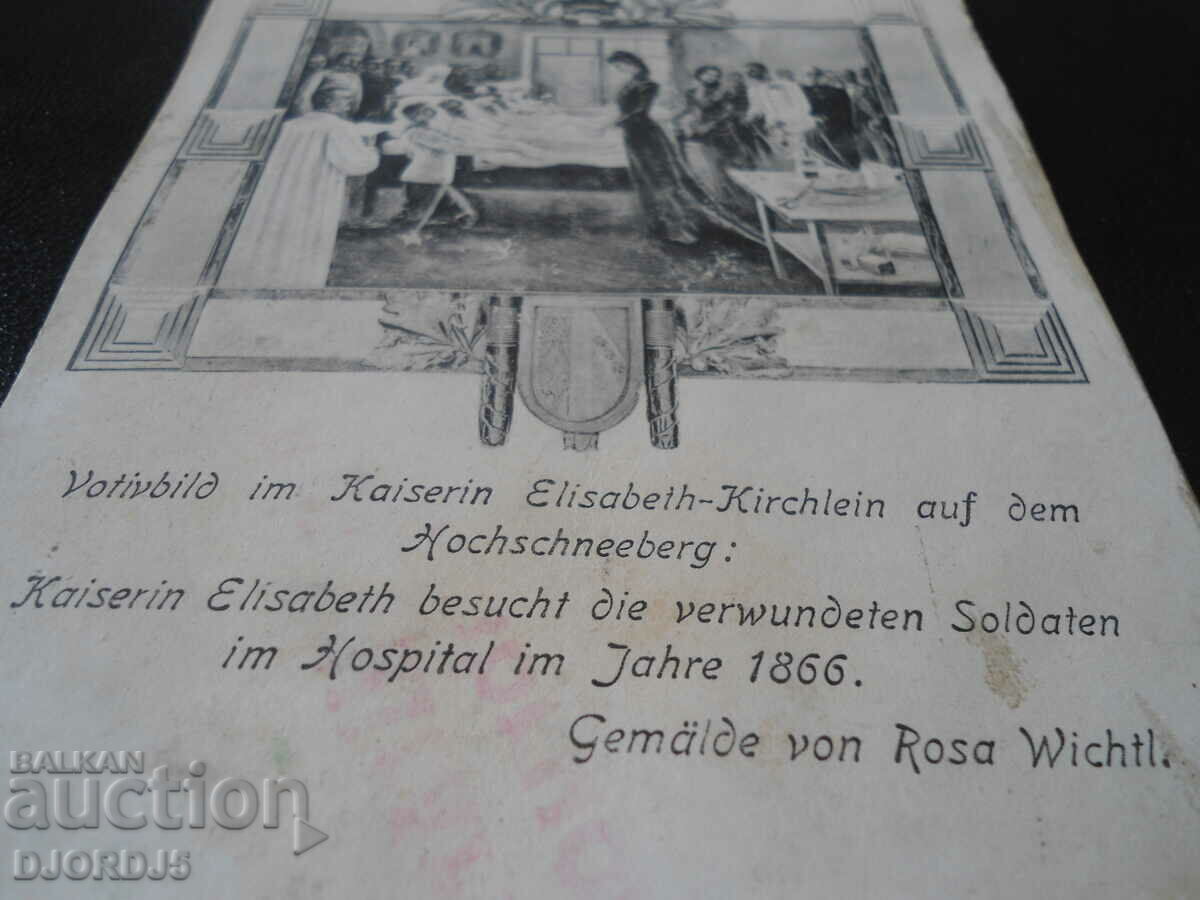 Votivbild im Kaiserin Elisabeth-Kirchlein auf dem
Hochschneeberg:
Kaiserin Elisabeth besucht die verwundeten Soldaten
im Hospital im Jahre 1866.
Gemälde von Rosa Wichtl.
BALKAN
auction
DJORDJ5